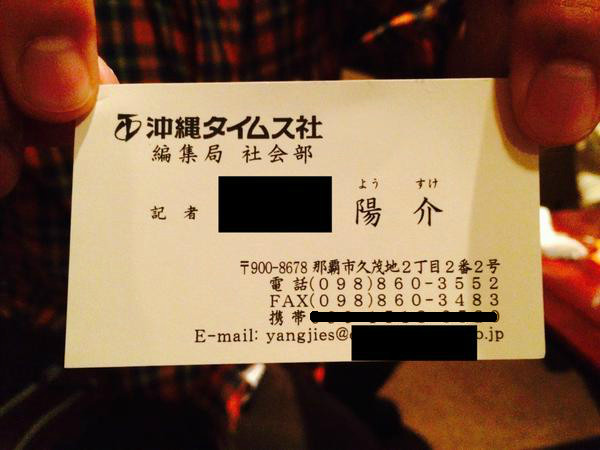 沖縄タイムス社
編集局 社会部
よう すけ
記者 陽介
〒900-8678 那覇市久茂地2丁目2番2号
電話(098)860-3552
FAX(098)860-3483
携帯
E-mail: yangjies@ o.jp